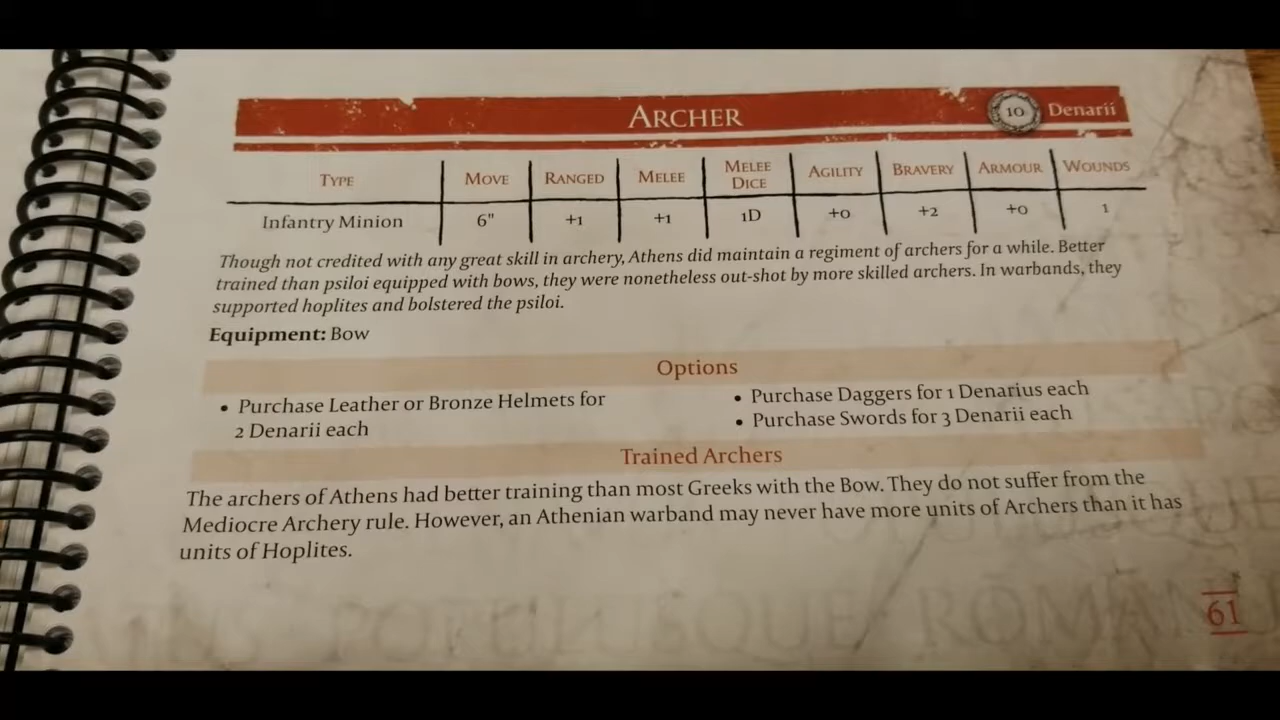 ARCHER 10 Denarii
TYPE MOVE RANGED MELEE MELEE DICE AGILITY BRAVERY ARMOUR WOUNDS
Infantry Minion 6" +1 +1 1D +0 +2 +0 1
Though not credited with any great skill in archery, Athens did maintain a regiment of archers for a while. Better
trained than psiloi equipped with bows, they were nonetheless out-shot by more skilled archers. In warbands, they
supported hoplites and bolstered the psiloi.
Equipment: Bow
Options
• Purchase Leather or Bronze Helmets for
2 Denarii each
• Purchase Daggers for 1 Denarius each
• Purchase Swords for 3 Denarii each
Trained Archers
The archers of Athens had better training than most Greeks with the Bow. They do not suffer from the
Mediocre Archery rule. However, an Athenian warband may never have more units of Archers than it has
units of Hoplites.
61